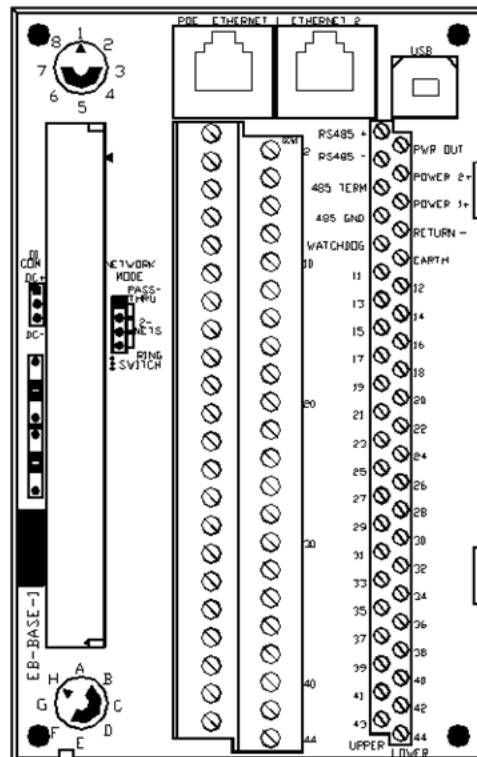 POE ETHERNET 1 ETHERNET 2
USB
8 1 2
7 3
6 5 4
RS485 +
RS485 -
485 TERM
485 GND
WATCHDOG
11
13
15
17
19
21
23
25
27
29
31
33
35
37
39
41
43
UPPER
PWR OUT
POWER 2+
POWER 1+
RETURN -
EARTH
12
14
16
18
20
22
24
26
28
30
32
34
36
38
40
42
44
LOWER
2
10
20
30
40
44
DI
COM
DC+
DC-
NETWORK
MODE
PASS-
THRU
2-
NETS
RING
SWITCH
EB-BASE-1
A
H B
G C
F D
E